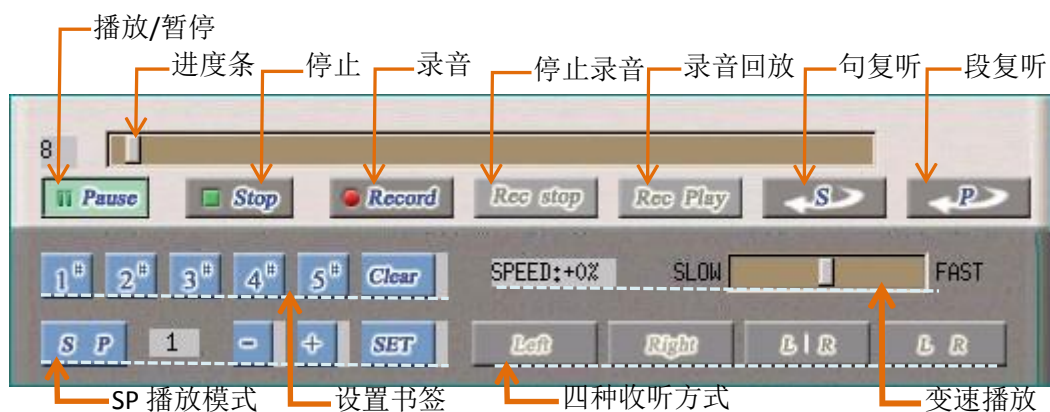 播放/暂停
进度条 停止 录音 停止录音 录音回放 句复听 段复听
8
Pause Stop Record Rec stop Rec Play S P
1# 2# 3# 4# 5# Clear SPEED:+0% SLOW FAST
S P 1 - + SET Left Right L|R L R
SP 播放模式 设置书签 四种收听方式 变速播放